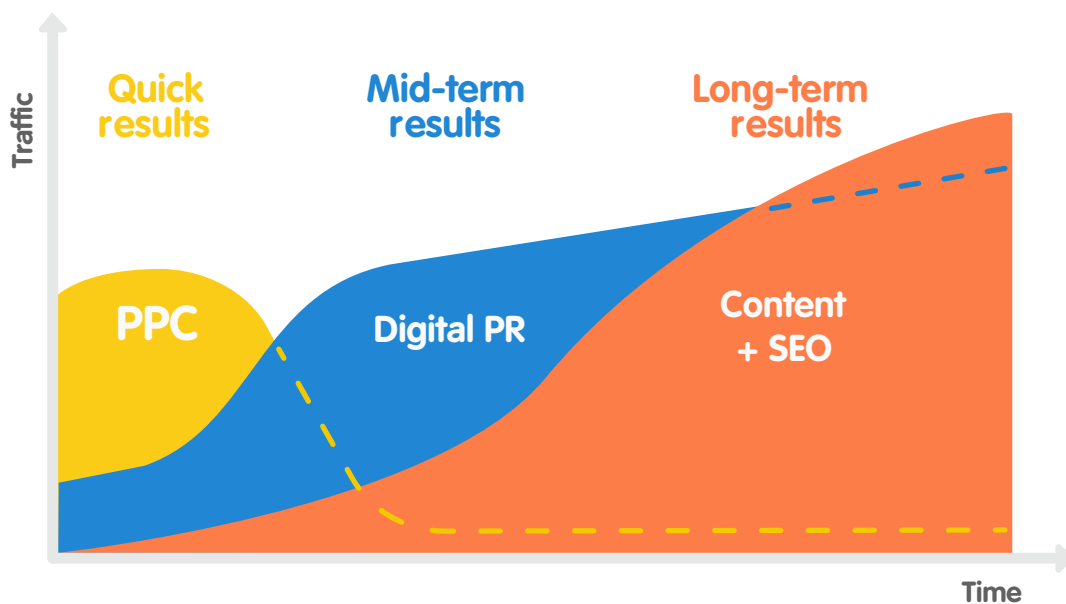 Traffic
Quick
results
Mid-term
results
Long-term
results
PPC
Digital PR
Content
+ SEO
Time